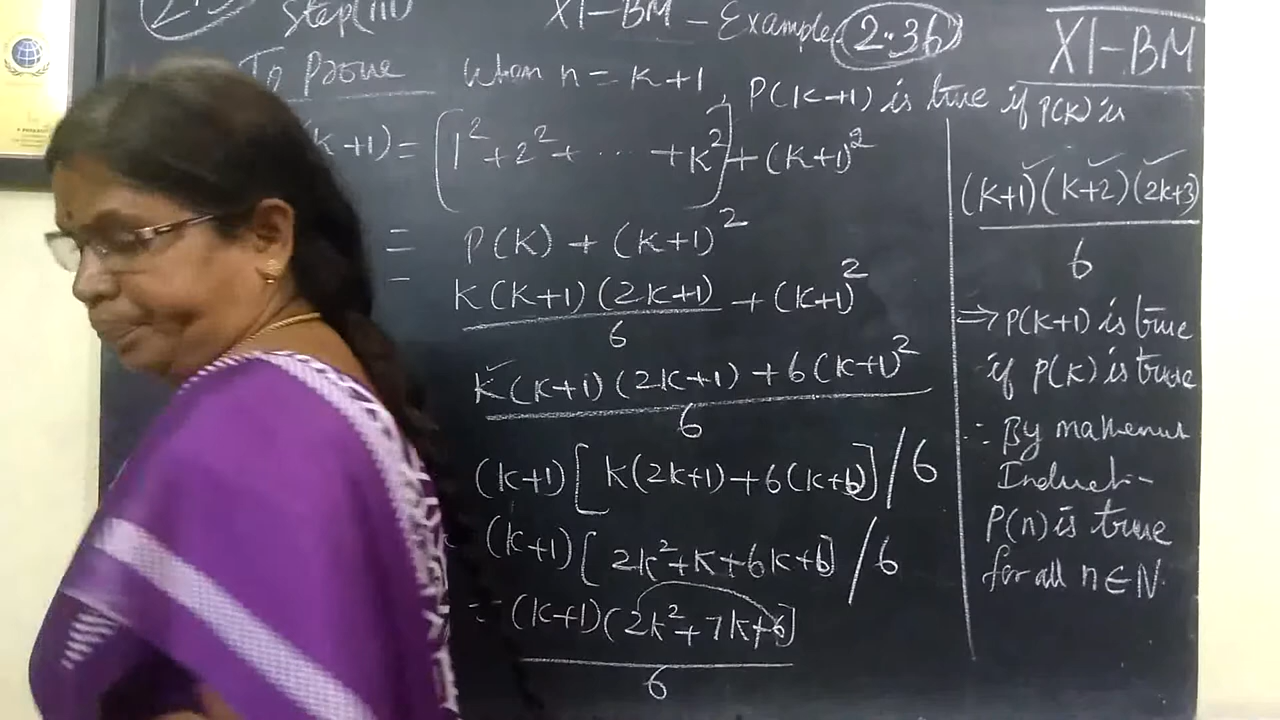 Step(iii) XI-BM - Example 2.36
XI-BM
To prove when n = k+1, P(k+1) is true if P(k) is
k+1) = (1²+2²+ ... +k²)+(k+1)²
= P(k) + (k+1)²
= k(k+1)(2k+1)/6 + (k+1)²
k(k+1)(2k+1)+6(k+1)²
6
(k+1)[k(2k+1)+6(k+1)]/6
(k+1)[2k²+k+6k+6]/6
= (k+1)(2k²+7k+6]
6
(k+1)(k+2)(2k+3)
6
⇒ P(k+1) is true
if P(k) is true
∴ By mathemat
Induct-
P(n) is true
for all n∈N